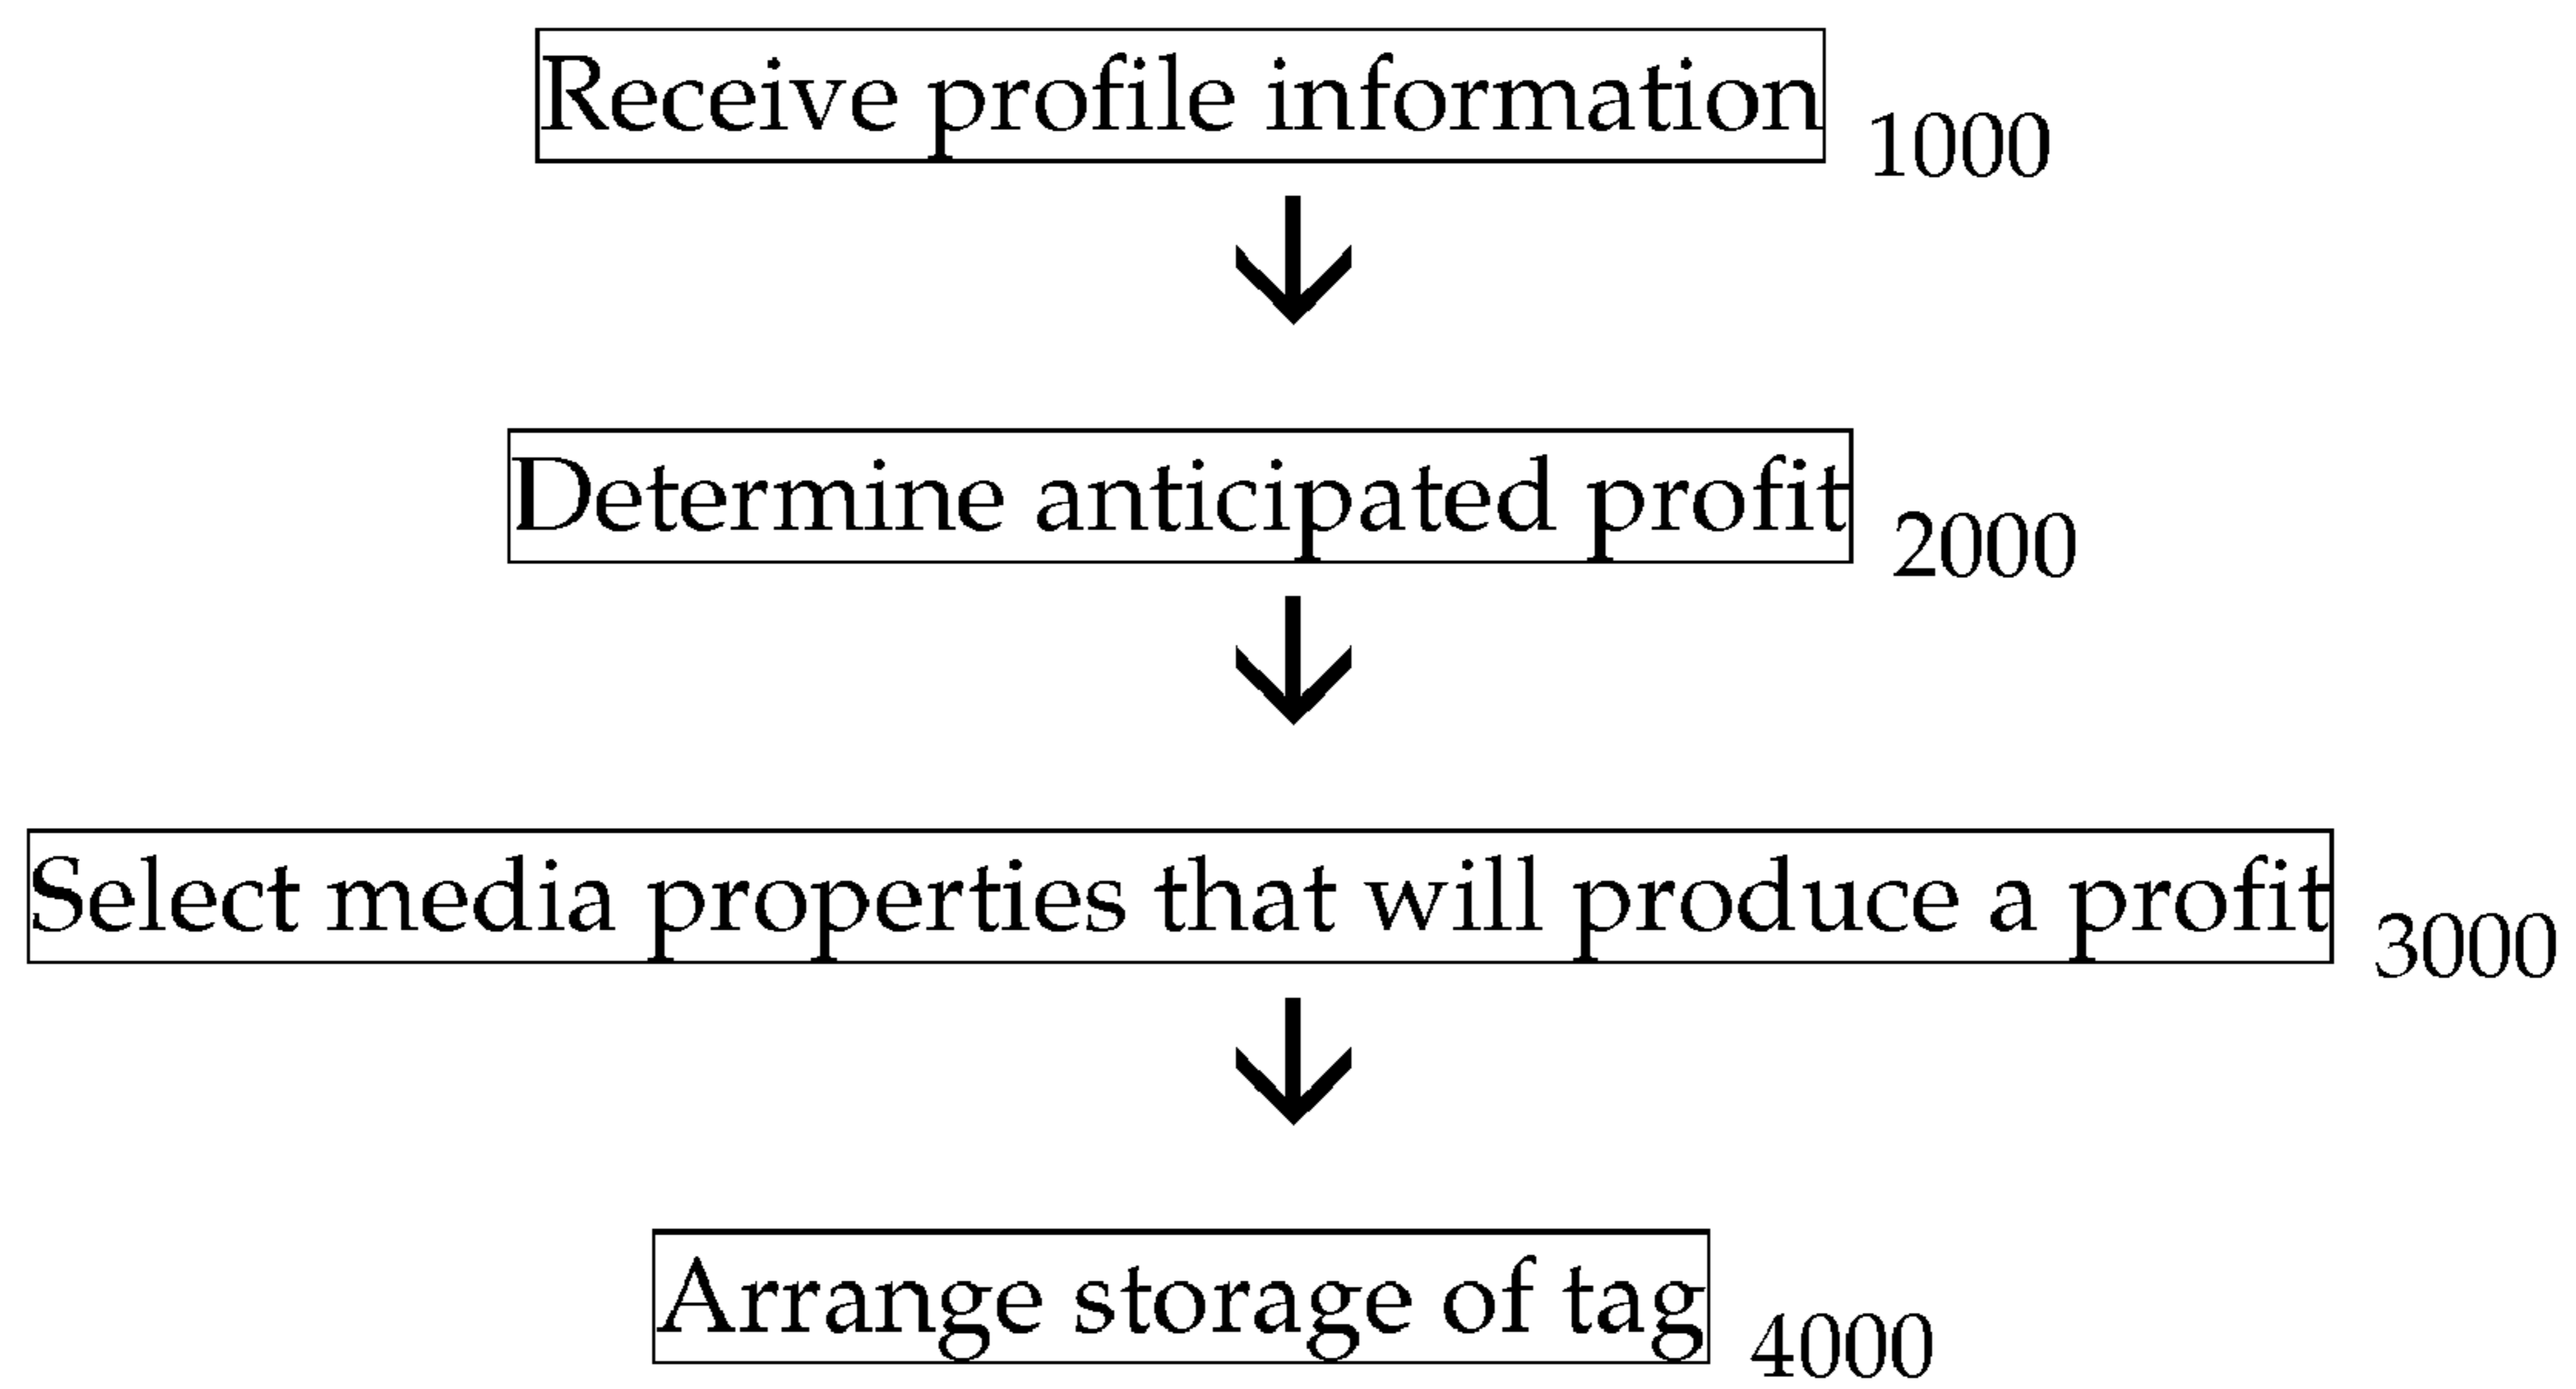 Receive profile information 1000
Determine anticipated profit 2000
Select media properties that will produce a profit 3000
Arrange storage of tag 4000